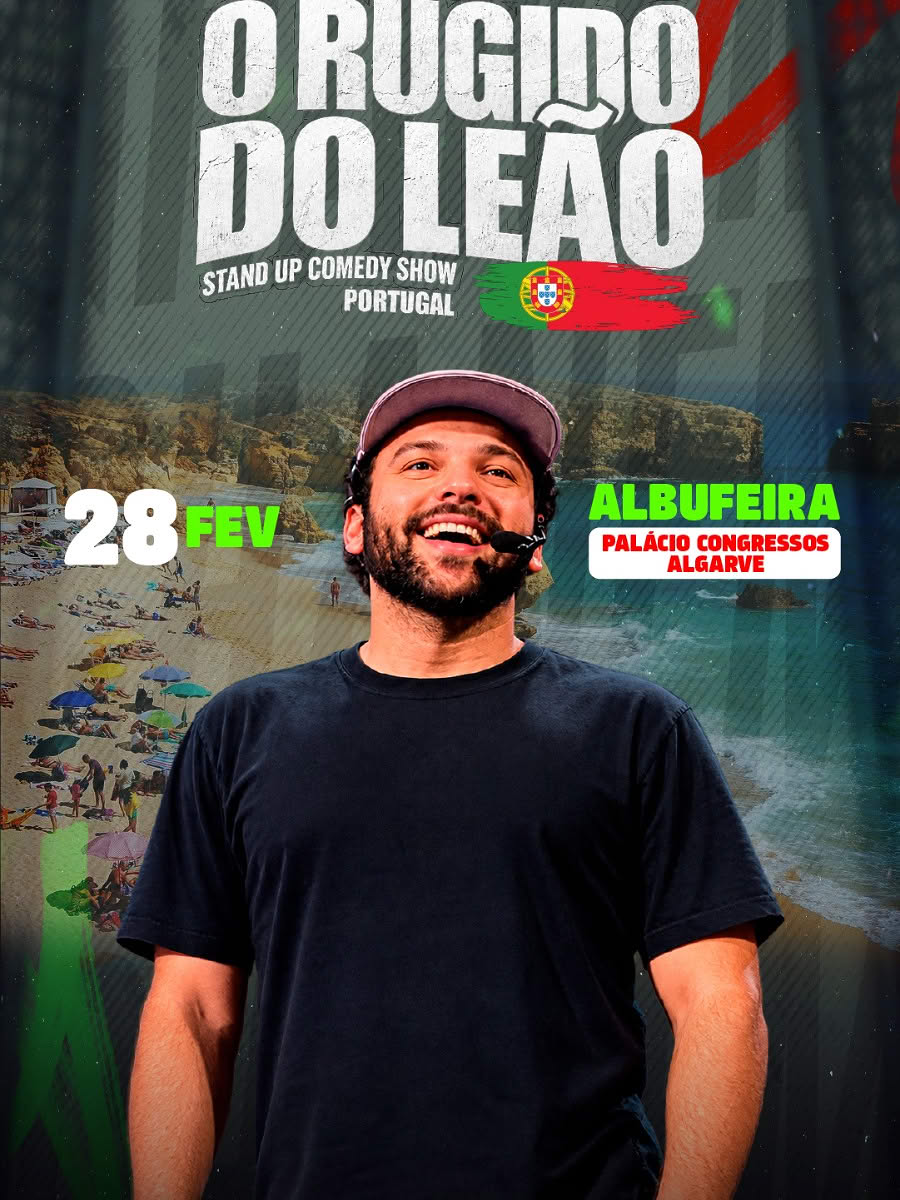 O RUGIDO
DO LEÃO
STAND UP COMEDY SHOW
PORTUGAL
28 FEV
ALBUFEIRA
PALÁCIO CONGRESSOS
ALGARVE